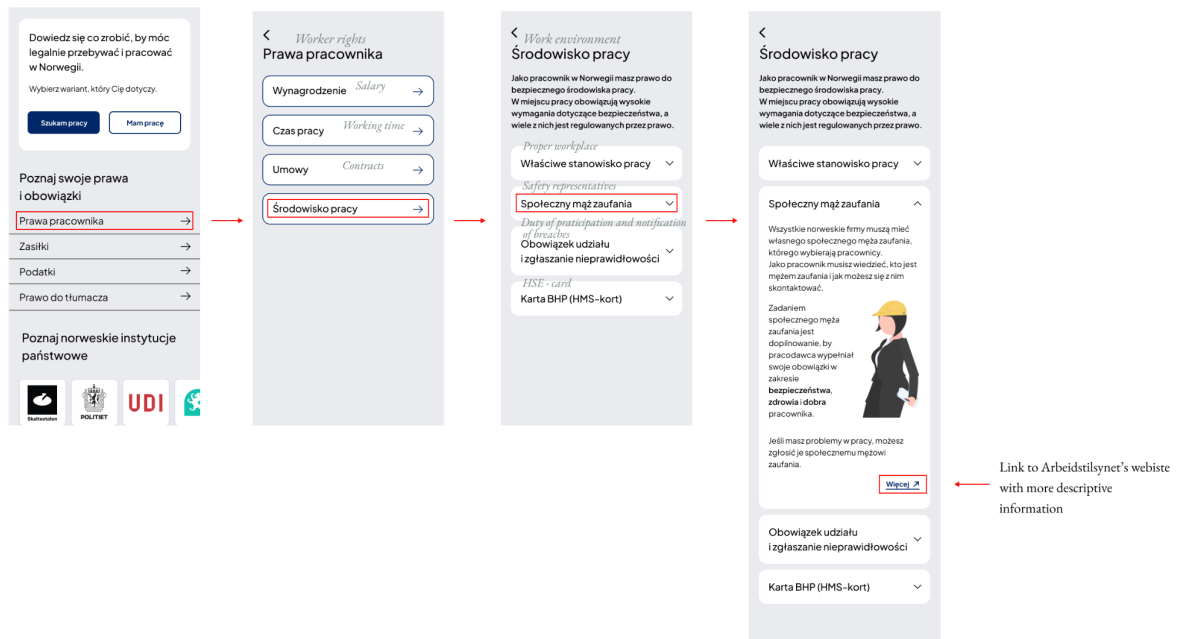 Dowiedz się co zrobić, by móc
legalnie przebywać i pracować
w Norwegii.
Wybierz wariant, który Cię dotyczy.
Szukam pracy
Mam pracę
Poznaj swoje prawa
i obowiązki
Prawa pracownika
Zasiłki
Podatki
Prawo do tłumacza
Poznaj norweskie instytucje
państwowe
Skatteetaten
POLITIET
UDI
Worker rights
Prawa pracownika
Wynagrodzenie
Salary
Czas pracy
Working time
Umowy
Contracts
Środowisko pracy
Work environment
Środowisko pracy
Jako pracownik w Norwegii masz prawo do
bezpiecznego środowiska pracy.
W miejscu pracy obowiązują wysokie
wymagania dotyczące bezpieczeństwa, a
wiele z nich jest regulowanych przez prawo.
Proper workplace
Właściwe stanowisko pracy
Safety representatives
Społeczny mąż zaufania
Duty of praticipation and notification
of breaches
Obowiązek udziału
i zgłaszanie nieprawidłowości
HSE - card
Karta BHP (HMS-kort)
Środowisko pracy
Jako pracownik w Norwegii masz prawo do
bezpiecznego środowiska pracy.
W miejscu pracy obowiązują wysokie
wymagania dotyczące bezpieczeństwa, a
wiele z nich jest regulowanych przez prawo.
Właściwe stanowisko pracy
Społeczny mąż zaufania
Wszystkie norweskie firmy muszą mieć
własnego społecznego męża zaufania,
którego wybierają pracownicy.
Jako pracownik musisz wiedzieć, kto jest
mężem zaufania i jak możesz się z nim
skontaktować.
Zadaniem
społecznego męża
zaufania jest
dopilnowanie, by
pracodawca wypełniał
swoje obowiązki w
zakresie
bezpieczeństwa,
zdrowia i dobra
pracownika.
Jeśli masz problemy w pracy, możesz
zgłosić je społecznemu mężowi
zaufania.
Więcej
Obowiązek udziału
i zgłaszanie nieprawidłowości
Karta BHP (HMS-kort)
Link to Arbeidstilsynet’s webiste
with more descriptive
information